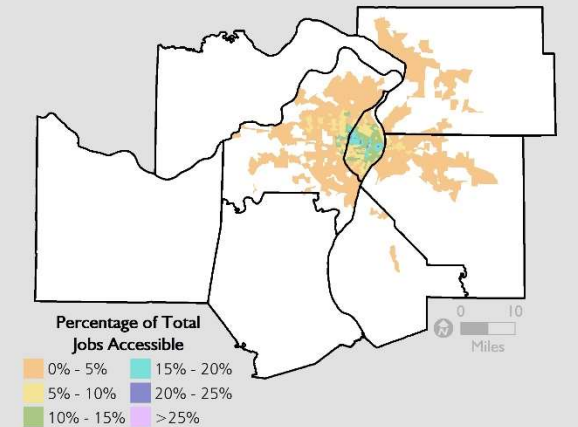 Percentage of Total
Jobs Accessible
0% - 5%
15% - 20%
5% - 10%
20% - 25%
10% - 15%
>25%
N
0 10
Miles